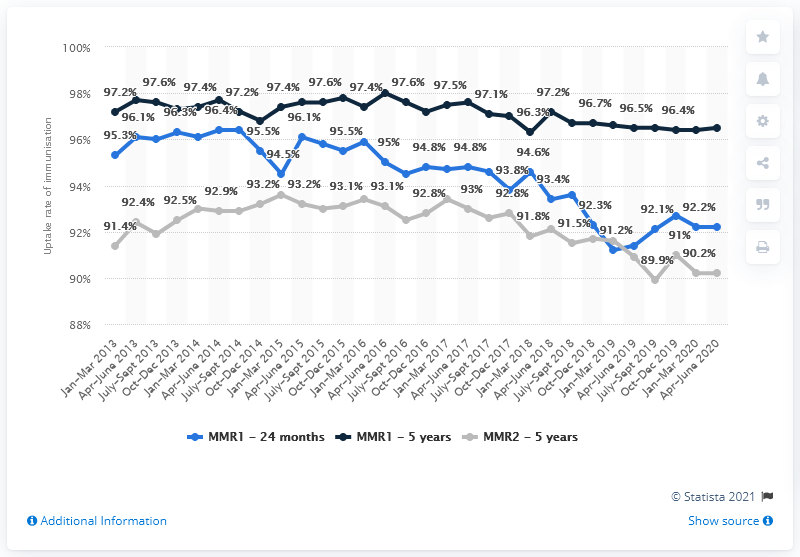 100%
98%
96%
94%
92%
90%
88%
Uptake rate of immunisation
97.2% 97.6% 97.4% 97.2% 97.4% 97.6% 97.4% 97.6% 97.5% 97.1% 96.3% 97.2% 96.7% 96.5% 96.4%
95.3% 96.1% 96.3% 96.4% 95.5% 94.5% 96.1% 95.5% 95% 94.8% 94.8% 93.8% 94.6% 93.4% 92.3% 91.2% 92.1% 92.2%
91.4% 92.4% 92.5% 92.9% 93.2% 93.2% 93.1% 93.1% 92.8% 93% 92.8% 91.8% 91.5% 89.9% 91% 90.2%
Jan–Mar 2013
Apr–June 2013
July–Sept 2013
Oct–Dec 2013
Jan–Mar 2014
Apr–June 2014
July–Sept 2014
Oct–Dec 2014
Jan–Mar 2015
Apr–June 2015
July–Sept 2015
Oct–Dec 2015
Jan–Mar 2016
Apr–June 2016
July–Sept 2016
Oct–Dec 2016
Jan–Mar 2017
Apr–June 2017
July–Sept 2017
Oct–Dec 2017
Jan–Mar 2018
Apr–June 2018
July–Sept 2018
Oct–Dec 2018
Jan–Mar 2019
Apr–June 2019
July–Sept 2019
Oct–Dec 2019
Jan–Mar 2020
Apr–June 2020
MMR1 – 24 months MMR1 – 5 years MMR2 – 5 years
© Statista 2021
Additional Information
Show source